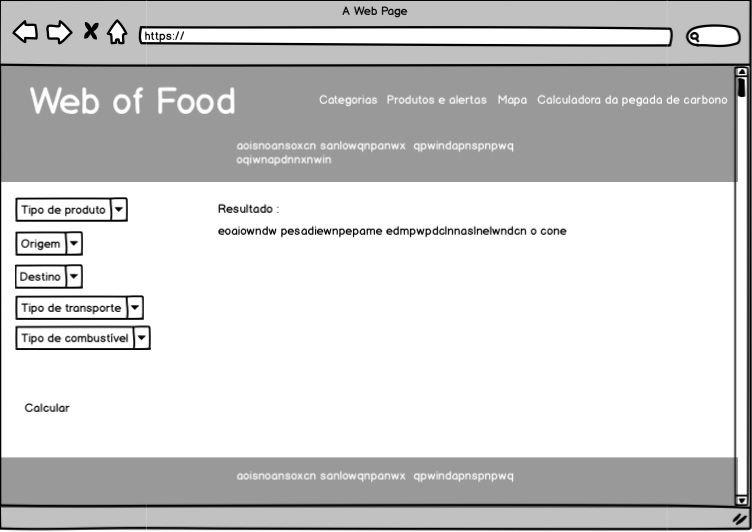 A Web Page
https://
Web of Food
Categorias Produtos e alertas Mapa Calculadora da pegada de carbono
aoisnoansoxcn sanlowqnpanwx qpwindapnspnpwq
oqiwnapdnnxnwin
Tipo de produto
Resultado :
eoaiowndw pesadiewnpepame edmpwpdclnnaslnelwndcn o cone
Origem
Destino
Tipo de transporte
Tipo de combustível
Calcular
aoisnoansoxcn sanlowqnpanwx qpwindapnspnpwq